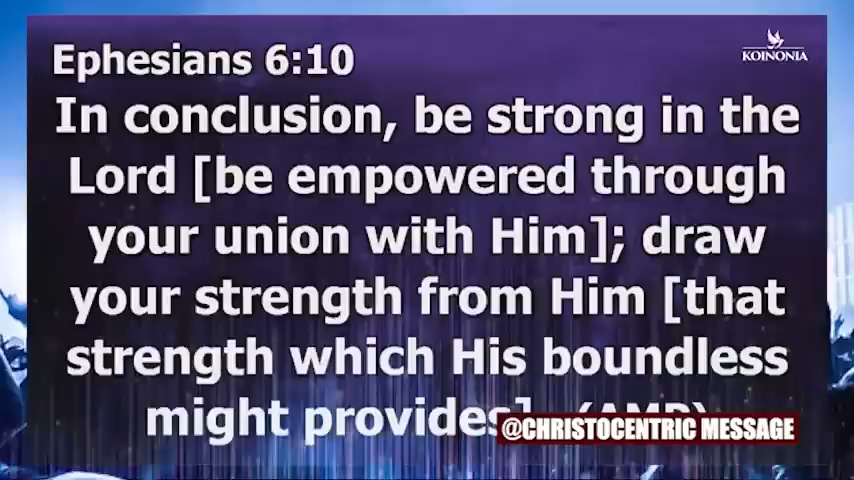 Ephesians 6:10
KOINONIA
In conclusion, be strong in the
Lord [be empowered through
your union with Him]; draw
your strength from Him [that
strength which His boundless
might provides].
@CHRISTOCENTRIC MESSAGE